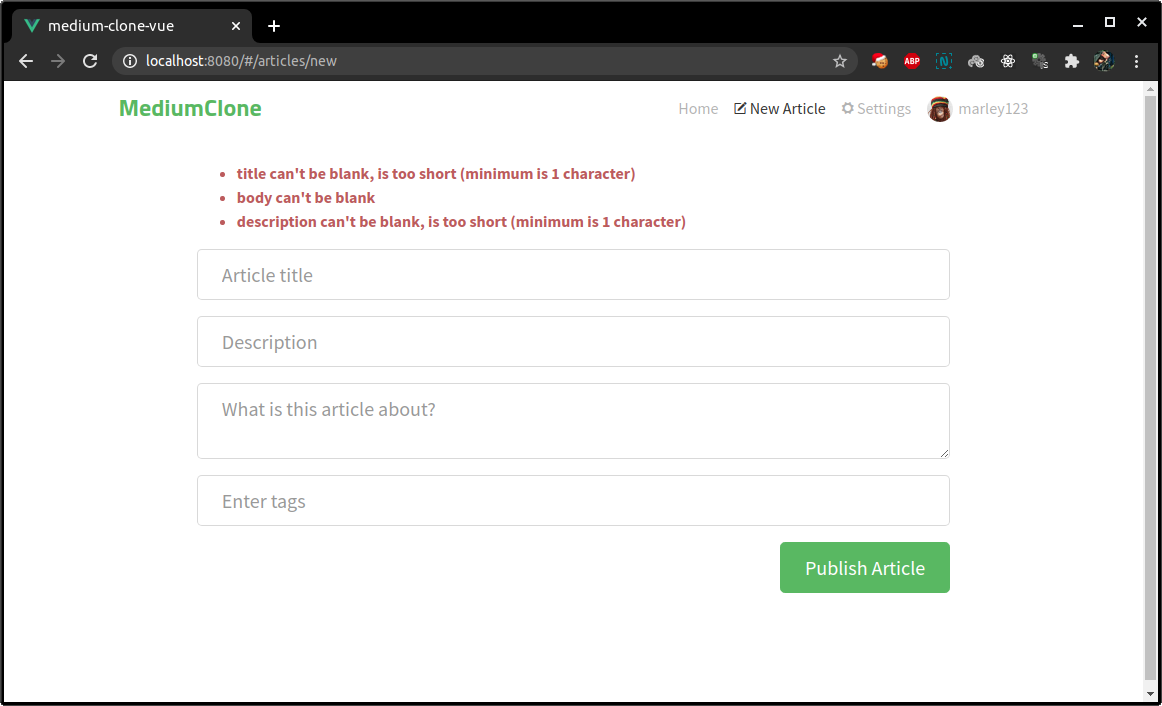 medium-clone-vue
localhost:8080/#/articles/new
ABP
N
MediumClone
Home New Article Settings marley123
title can't be blank, is too short (minimum is 1 character)
body can't be blank
description can't be blank, is too short (minimum is 1 character)
Article title
Description
What is this article about?
Enter tags
Publish Article